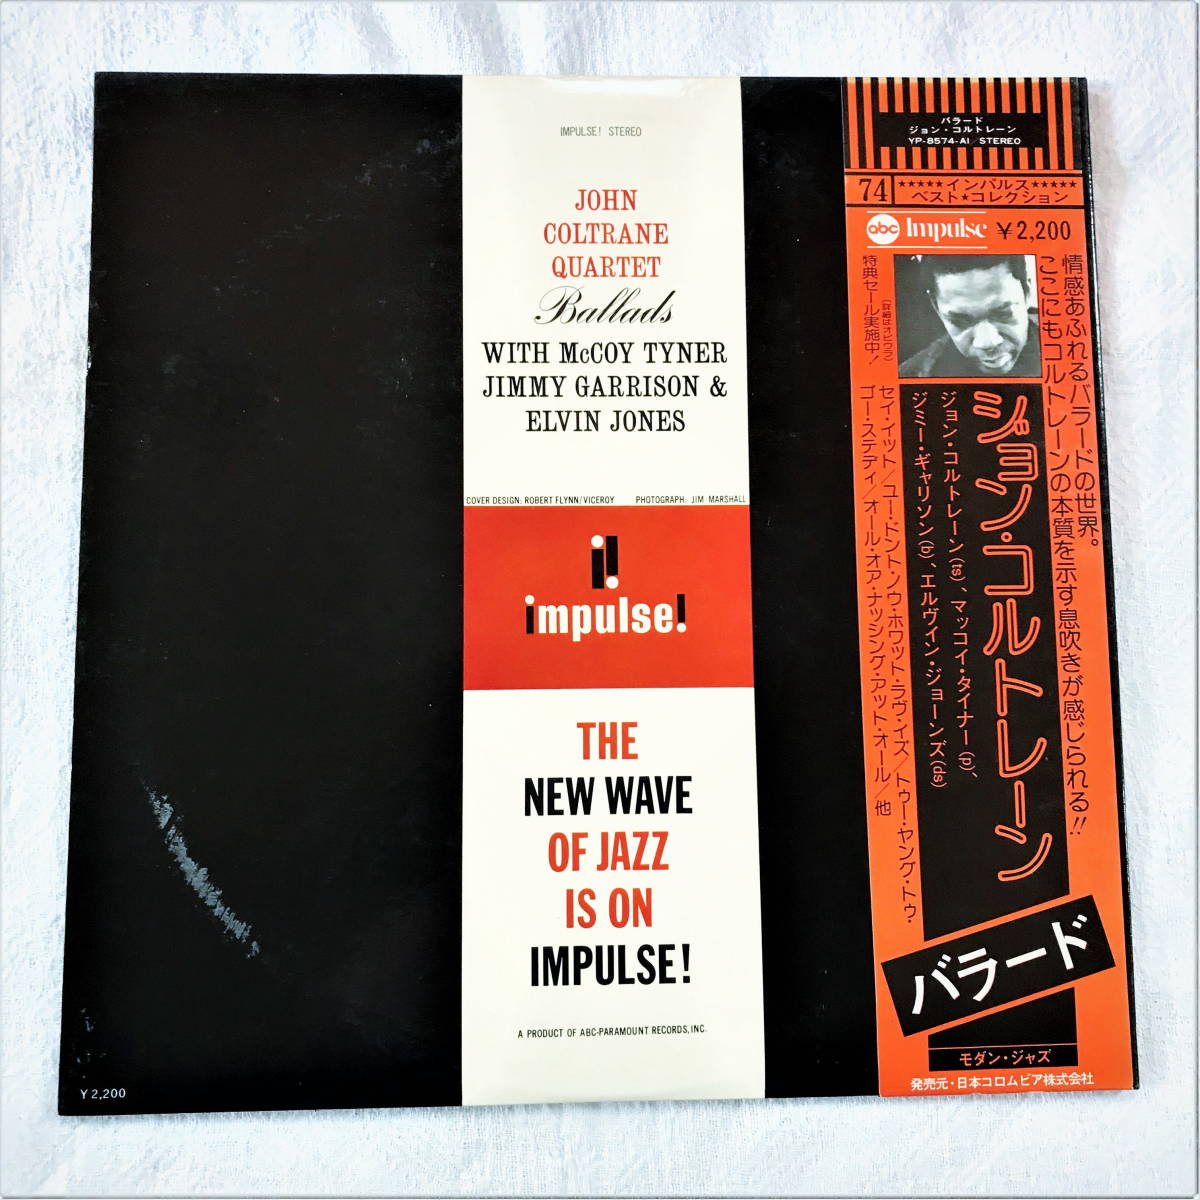 IMPULSE! STEREO
JOHN
COLTRANE
QUARTET
Ballads
WITH McCOY TYNER
JIMMY GARRISON &
ELVIN JONES
COVER DESIGN: ROBERT FLYNN/VICEROY PHOTOGRAPH: JIM MARSHALL
i!
impulse!
THE
NEW WAVE
OF JAZZ
IS ON
IMPULSE!
A PRODUCT OF ABC-PARAMOUNT RECORDS, INC.
Y 2,200
バラード
ジョン・コルトレーン
YP-8574-AI/STEREO
74
★★★★★インパルス★★★★★
ベスト★コレクション
abc Impulse ¥2,200
情感あふれるバラードの世界。
ここにもコルトレーンの本質を示す息吹きが感じられる!!
特典セール実施中!
(詳細はオビウラ)
ジョン・コルトレーン
ジョン・コルトレーン(ts)、マッコイ・タイナー(p)、
ジミー・ギャリソン(b)、エルヴィン・ジョーンズ(ds)
セイ・イット/ユー・ドント・ノウ・ホワット・ラヴ・イズ/トゥー・ヤング・トゥ・
ゴー・ステディ/オール・オア・ナッシング・アット・オール/他
バラード
モダン・ジャズ
発売元・日本コロムビア株式会社